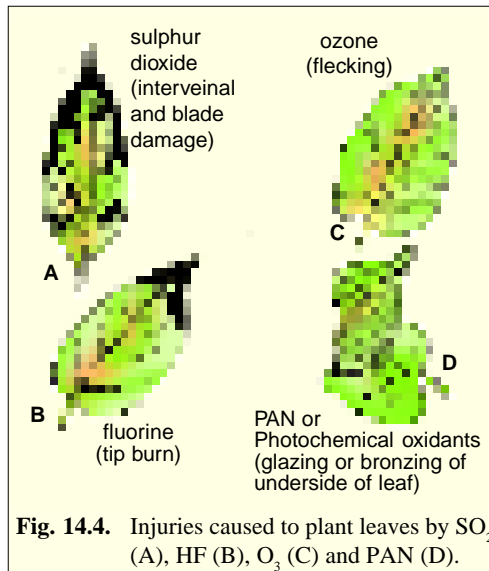 sulphur
dioxide
(interveinal
and blade
damage)
ozone
(flecking)
A
C
B
D
fluorine
(tip burn)
PAN or
Photochemical oxidants
(glazing or bronzing of
underside of leaf)
Fig. 14.4. Injuries caused to plant leaves by SO₂
(A), HF (B), O₃ (C) and PAN (D).